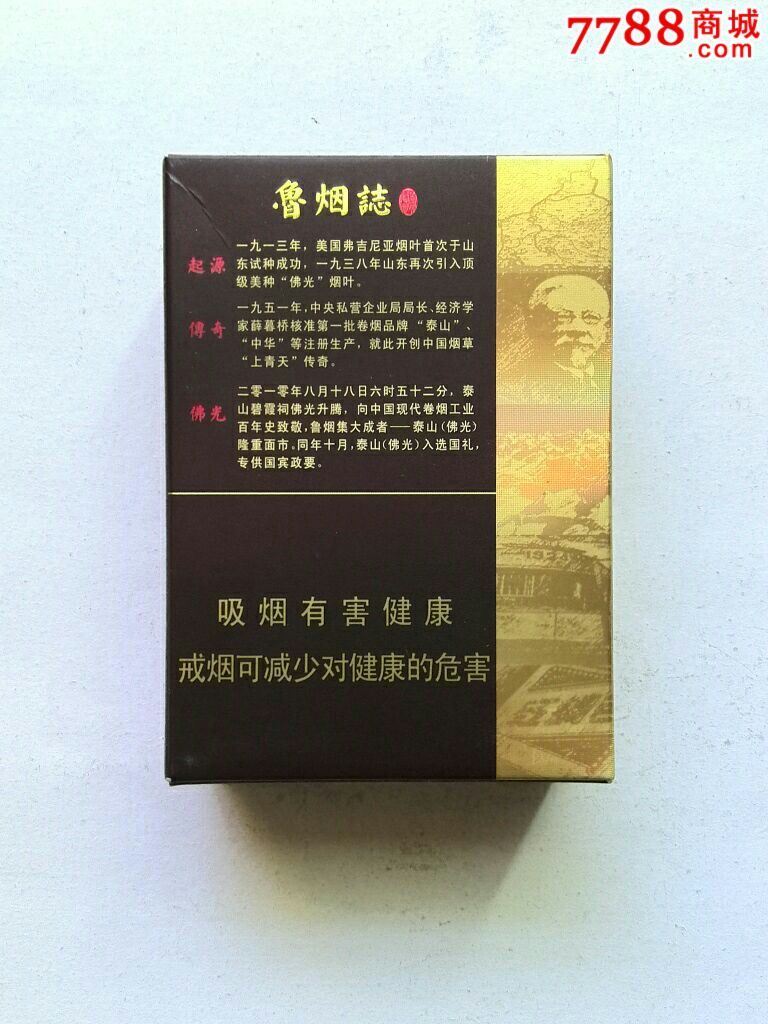 7788商城
.com
魯烟誌
起源
一九一三年，美国弗吉尼亚烟叶首次于山
东试种成功，一九三八年山东再次引入顶
级美种“佛光”烟叶。
傳奇
一九五一年，中央私营企业局局长、经济学
家薛暮桥核准第一批卷烟品牌“泰山”、
“中华”等注册生产，就此开创中国烟草
“上青天”传奇。
佛光
二零一零年八月十八日六时五十二分，泰
山碧霞祠佛光升腾，向中国现代卷烟工业
百年史致敬，鲁烟集大成者——泰山（佛光）
隆重面市。同年十月，泰山（佛光）入选国礼，
专供国宾政要。
吸烟有害健康
戒烟可减少对健康的危害